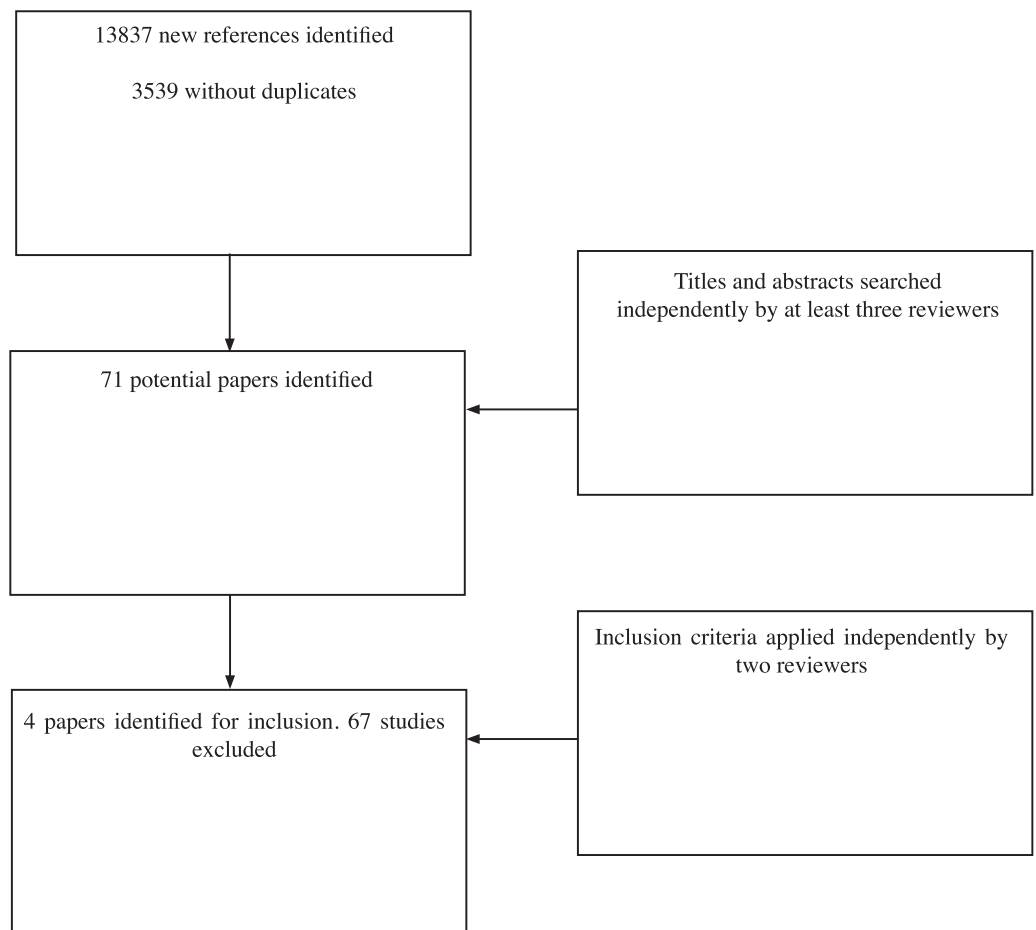 13837 new references identified
3539 without duplicates
Titles and abstracts searched
independently by at least three reviewers
71 potential papers identified
Inclusion criteria applied independently by
two reviewers
4 papers identified for inclusion. 67 studies
excluded